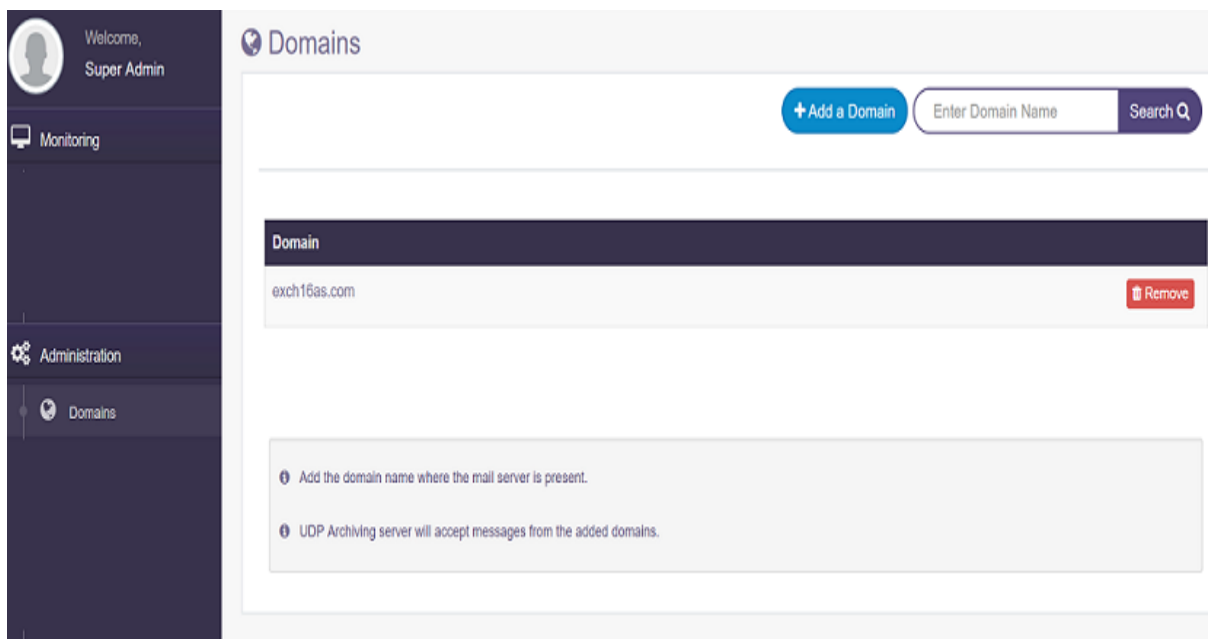 Welcome,
Super Admin
Monitoring
Administration
Domains
Domains
+ Add a Domain
Enter Domain Name
Search
Domain
exch16as.com
Remove
Add the domain name where the mail server is present.
UDP Archiving server will accept messages from the added domains.